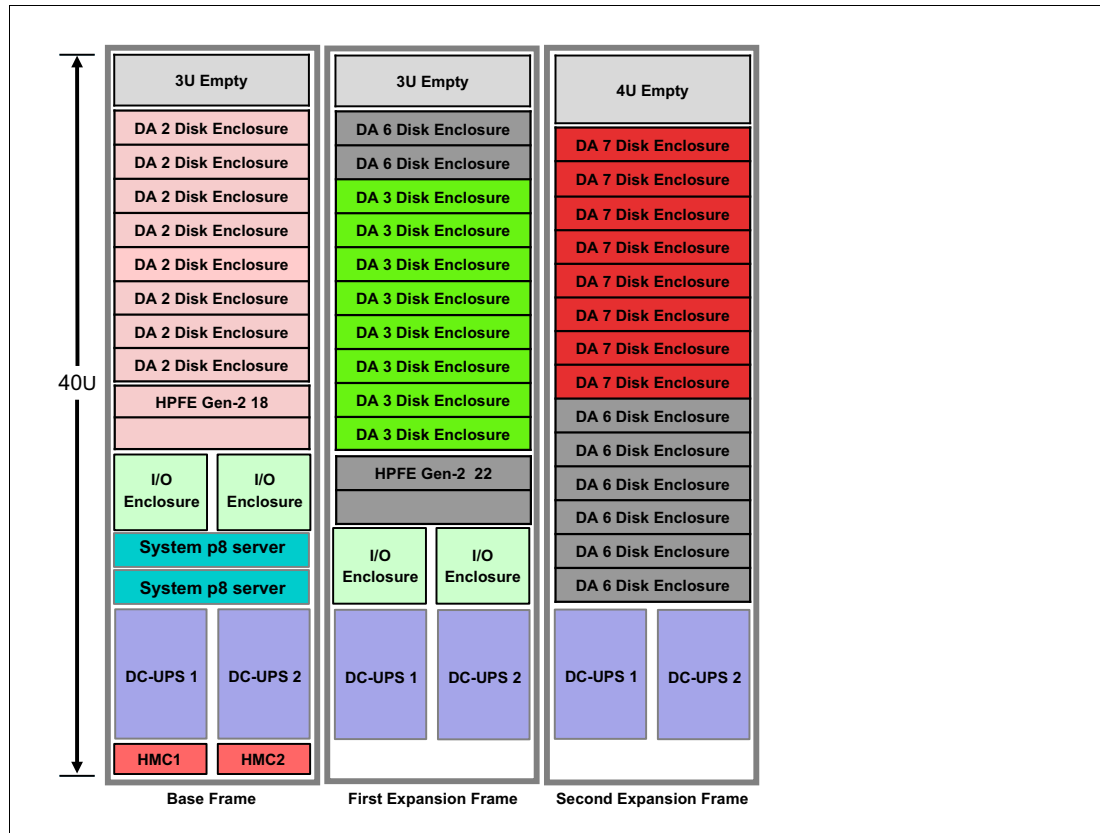 40U
3U Empty
DA 2 Disk Enclosure
DA 2 Disk Enclosure
DA 2 Disk Enclosure
DA 2 Disk Enclosure
DA 2 Disk Enclosure
DA 2 Disk Enclosure
DA 2 Disk Enclosure
DA 2 Disk Enclosure
HPFE Gen-2 18
I/O
Enclosure
I/O
Enclosure
System p8 server
System p8 server
DC-UPS 1
DC-UPS 2
HMC1
HMC2
Base Frame
3U Empty
DA 6 Disk Enclosure
DA 6 Disk Enclosure
DA 3 Disk Enclosure
DA 3 Disk Enclosure
DA 3 Disk Enclosure
DA 3 Disk Enclosure
DA 3 Disk Enclosure
DA 3 Disk Enclosure
DA 3 Disk Enclosure
DA 3 Disk Enclosure
HPFE Gen-2 22
I/O
Enclosure
I/O
Enclosure
DC-UPS 1
DC-UPS 2
First Expansion Frame
4U Empty
DA 7 Disk Enclosure
DA 7 Disk Enclosure
DA 7 Disk Enclosure
DA 7 Disk Enclosure
DA 7 Disk Enclosure
DA 7 Disk Enclosure
DA 7 Disk Enclosure
DA 7 Disk Enclosure
DA 6 Disk Enclosure
DA 6 Disk Enclosure
DA 6 Disk Enclosure
DA 6 Disk Enclosure
DA 6 Disk Enclosure
DA 6 Disk Enclosure
DC-UPS 1
DC-UPS 2
Second Expansion Frame